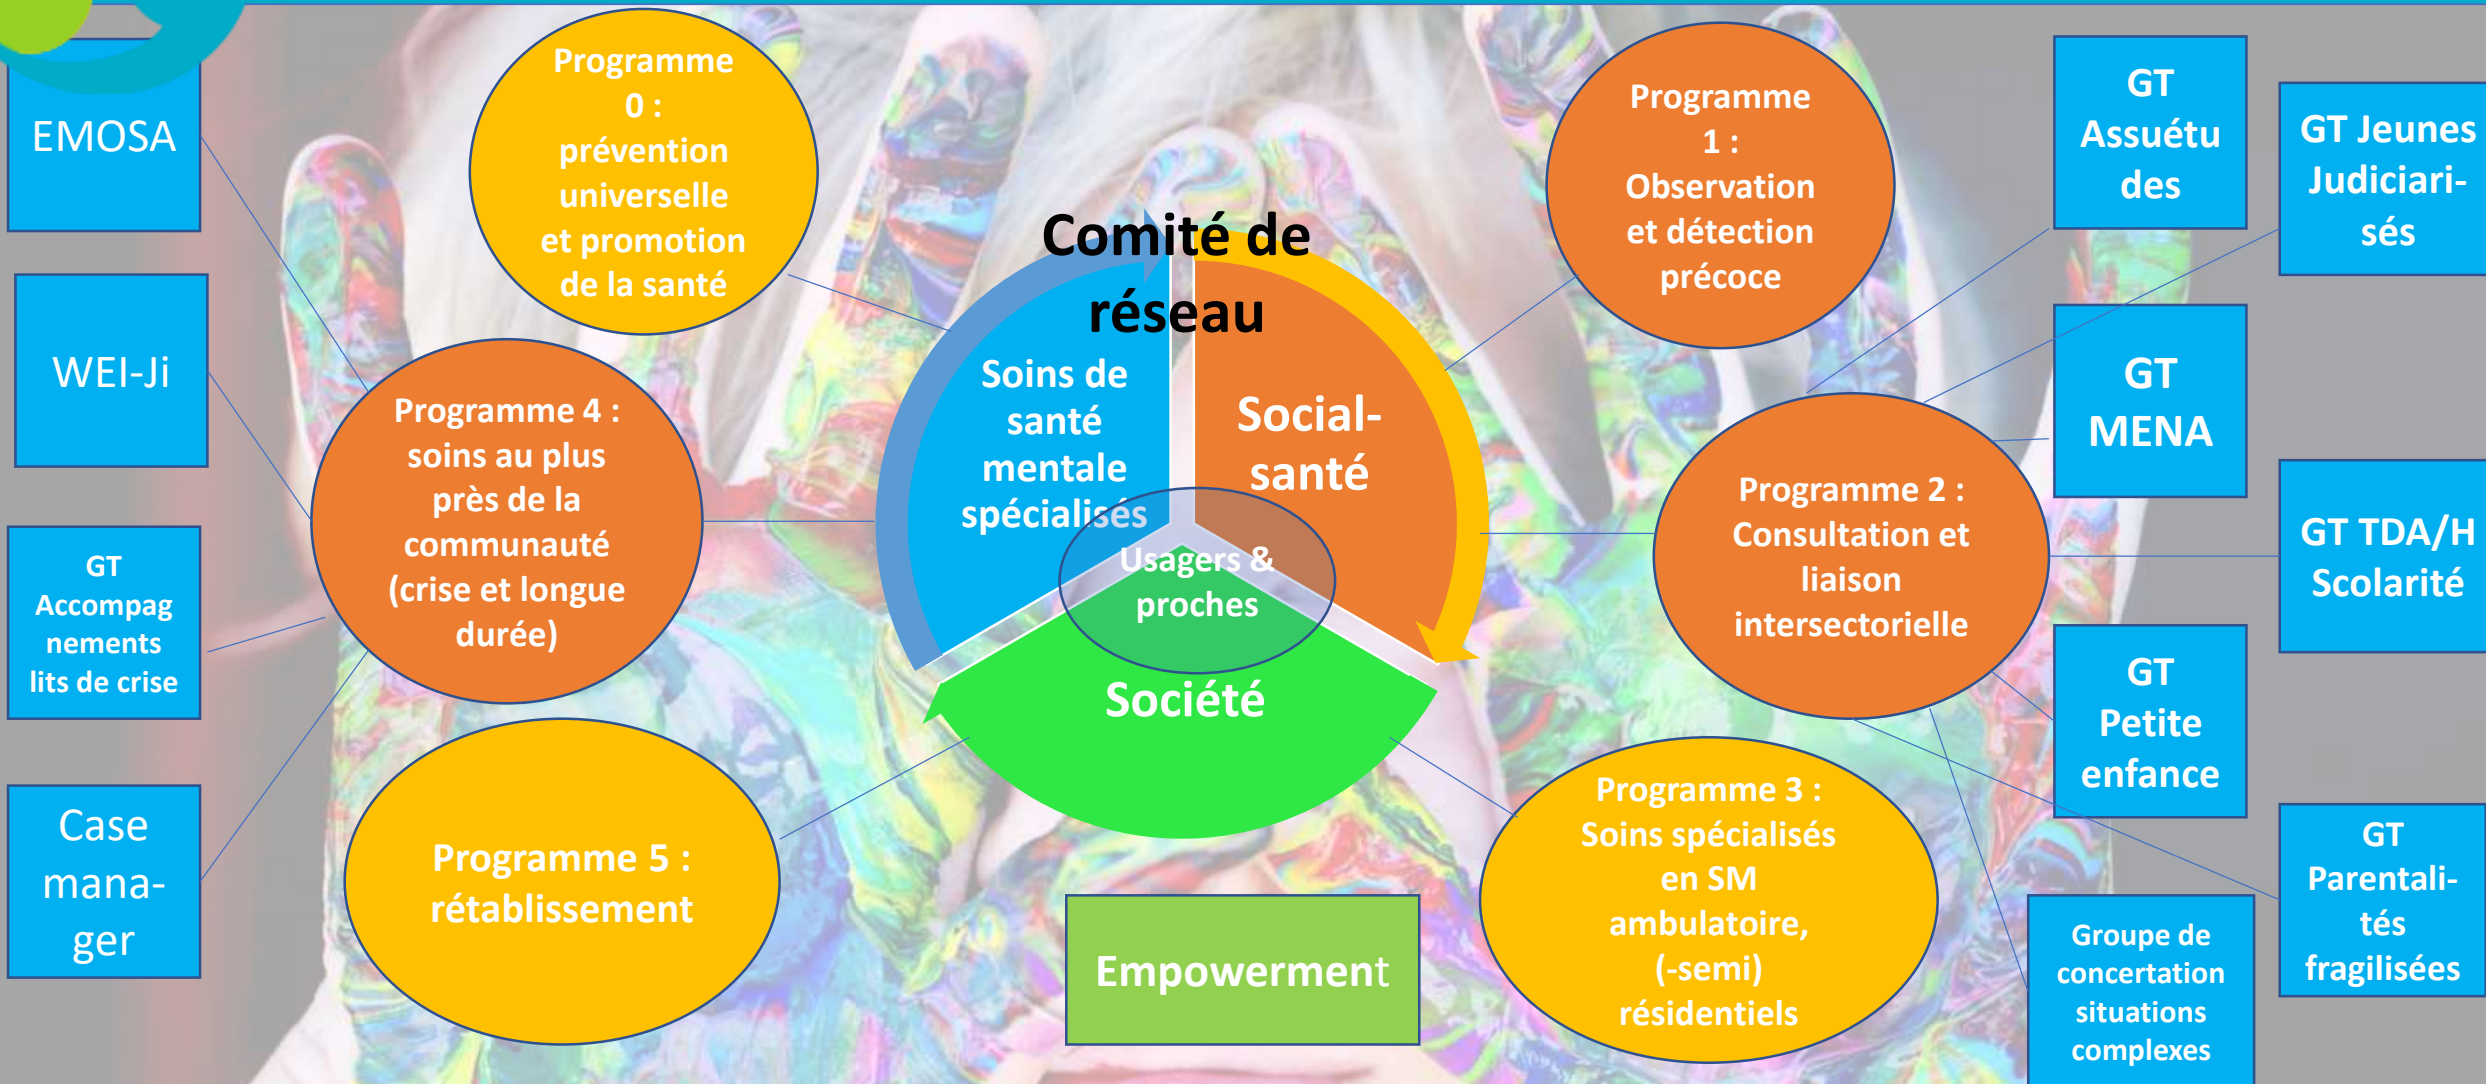 EMOSA
WEI-Ji
GT
Accompag
nements
lits de crise
Case
mana-
ger
Programme
0 :
prévention
universelle
et promotion
de la santé
Programme 4 :
soins au plus
près de la
communauté
(crise et longue
durée)
Programme 5 :
rétablissement
Comité de
réseau
Soins de
santé
mentale
spécialisés
Social-
santé
Usagers &
proches
Société
Empowerment
Programme
1 :
Observation
et détection
précoce
Programme 2 :
Consultation et
liaison
intersectorielle
Programme 3 :
Soins spécialisés
en SM
ambulatoire,
(-semi)
résidentiels
GT
Assuétu
des
GT Jeunes
Judiciari-
sés
GT
MENA
GT TDA/H
Scolarité
GT
Petite
enfance
GT
Parentali-
tés
fragilisées
Groupe de
concertation
situations
complexes